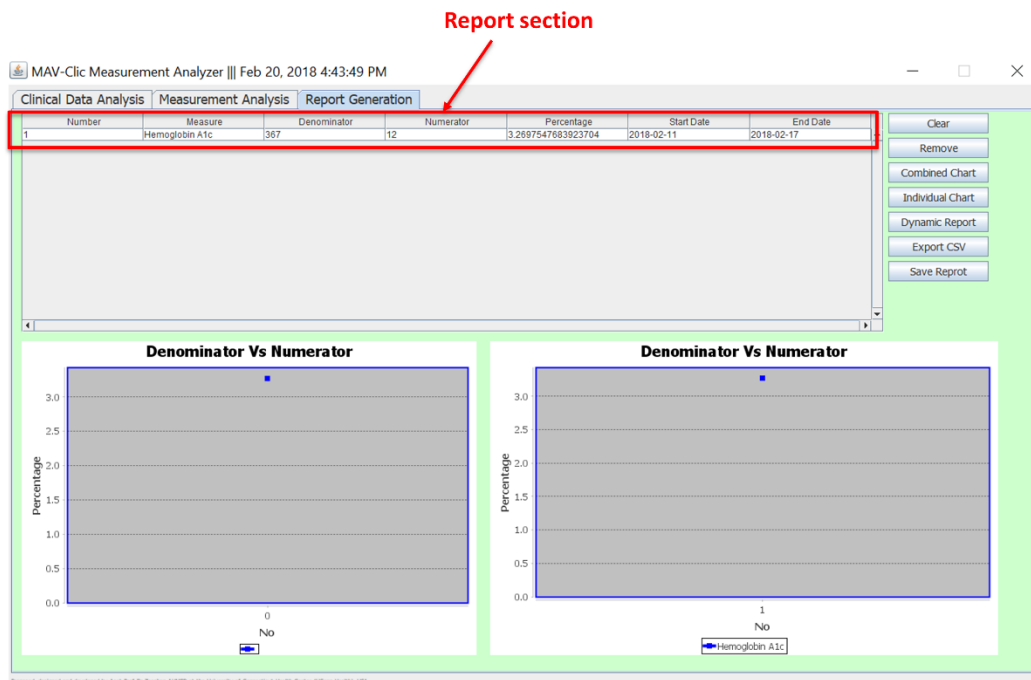 Report section
MAV-Clic Measurement Analyzer ||| Feb 20, 2018 4:43:49 PM
Clinical Data Analysis Measurement Analysis Report Generation
Number Measure Denominator Numerator Percentage Start Date End Date
1 Hemoglobin A1c 367 12 3.2697547683923704 2018-02-11 2018-02-17
Clear
Remove
Combined Chart
Individual Chart
Dynamic Report
Export CSV
Save Reprot
Denominator Vs Numerator
Percentage
3.0
2.5
2.0
1.5
1.0
0.5
0.0
0
No
Denominator Vs Numerator
Percentage
3.0
2.5
2.0
1.5
1.0
0.5
0.0
1
No
Hemoglobin A1c